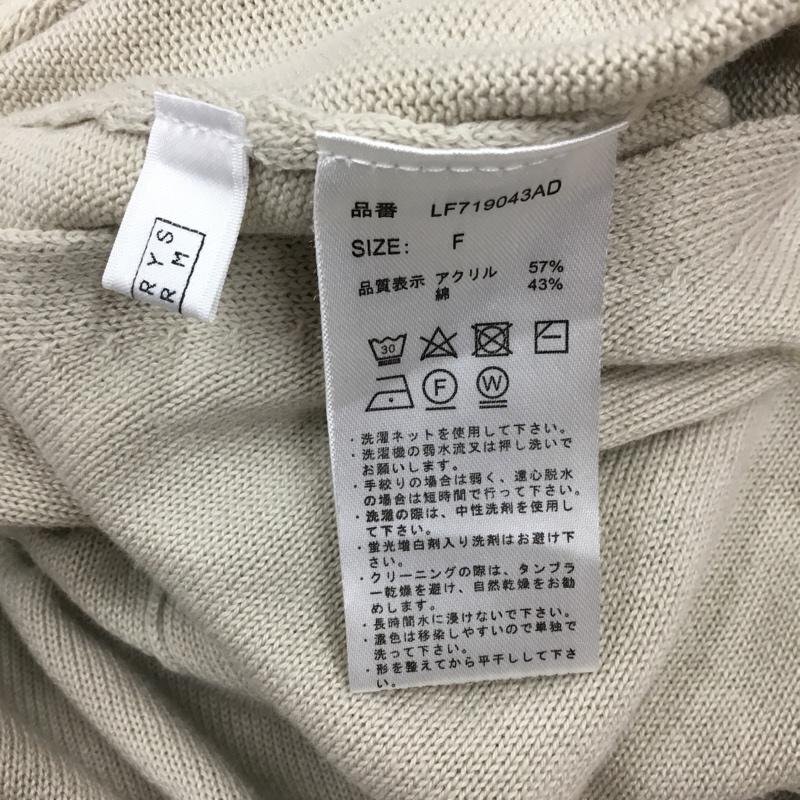 RYS
RM
品番 LF719043AD
SIZE: F
品質表示 アクリル 57%
綿 43%
30
F W
・洗濯ネットを使用して下さい。
・洗濯機の弱水流又は押し洗いで
お願いします。
・手絞りの場合は弱く、遠心脱水
の場合は短時間で行って下さい。
・洗濯の際は、中性洗剤を使用し
て下さい。
・蛍光増白剤入り洗剤はお避け下
さい。
・クリーニングの際は、タンブラ
ー乾燥を避け、自然乾燥をお勧
めします。
・長時間水に浸けないで下さい。
・濃色は移染しやすいので単独で
洗って下さい。
・形を整えてから平干しして下さ
い。